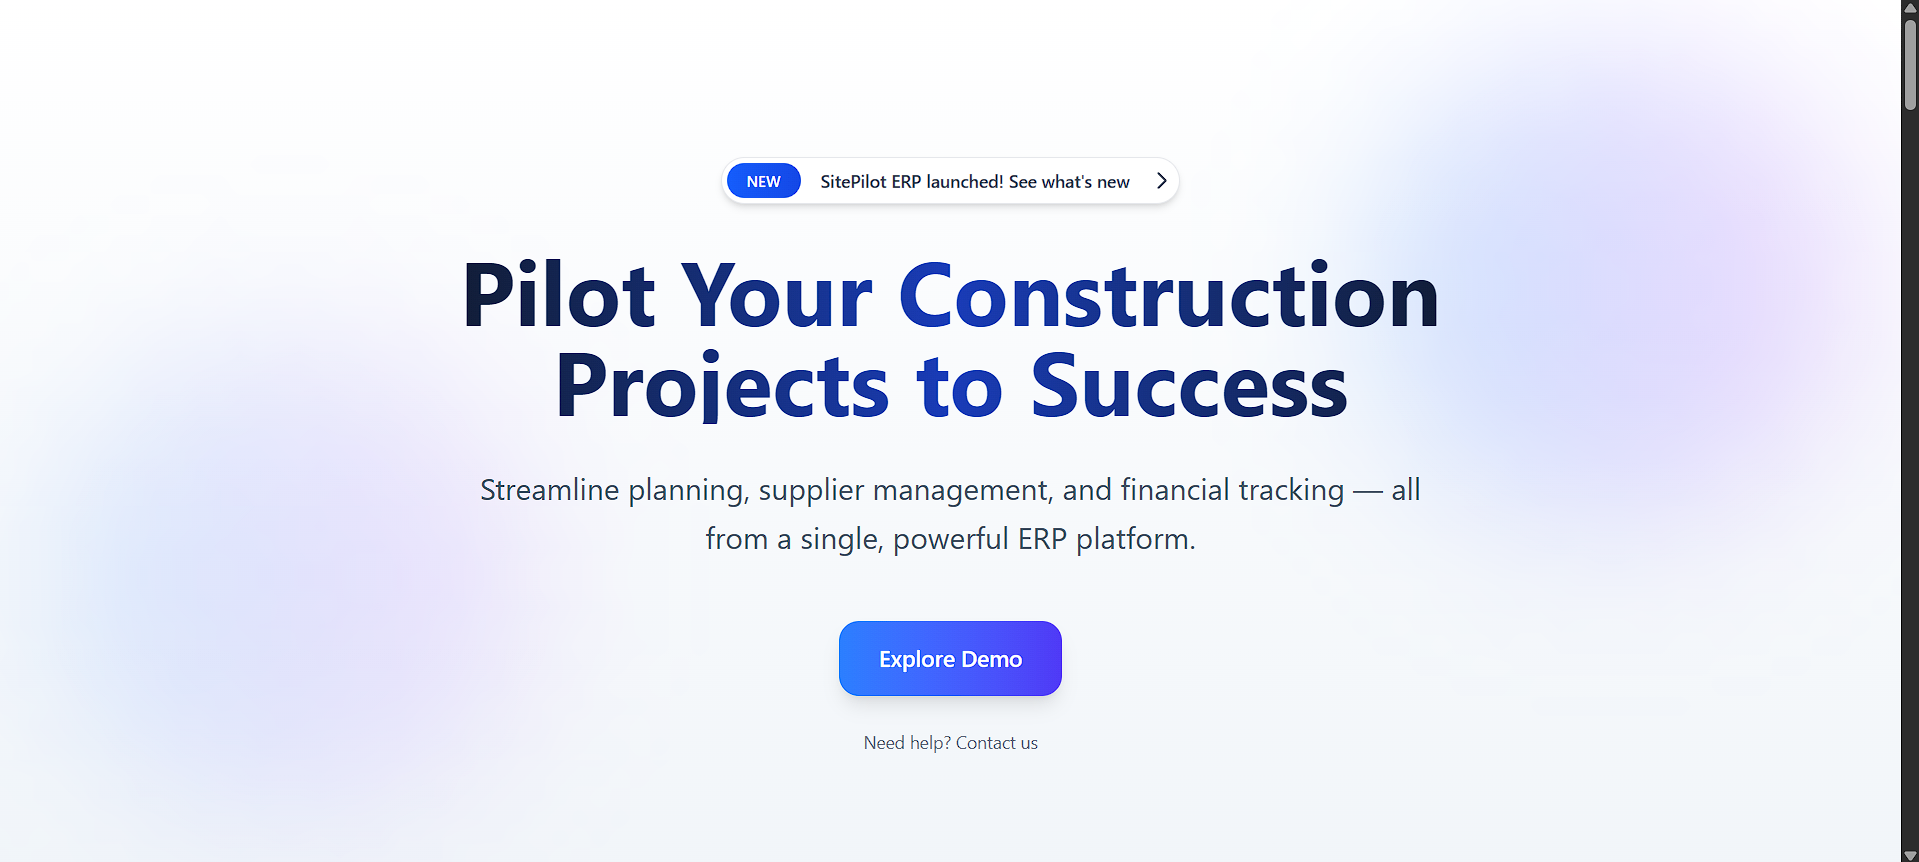 NEW SitePilot ERP launched! See what's new
Pilot Your Construction
Projects to Success
Streamline planning, supplier management, and financial tracking — all
from a single, powerful ERP platform.
Explore Demo
Need help? Contact us